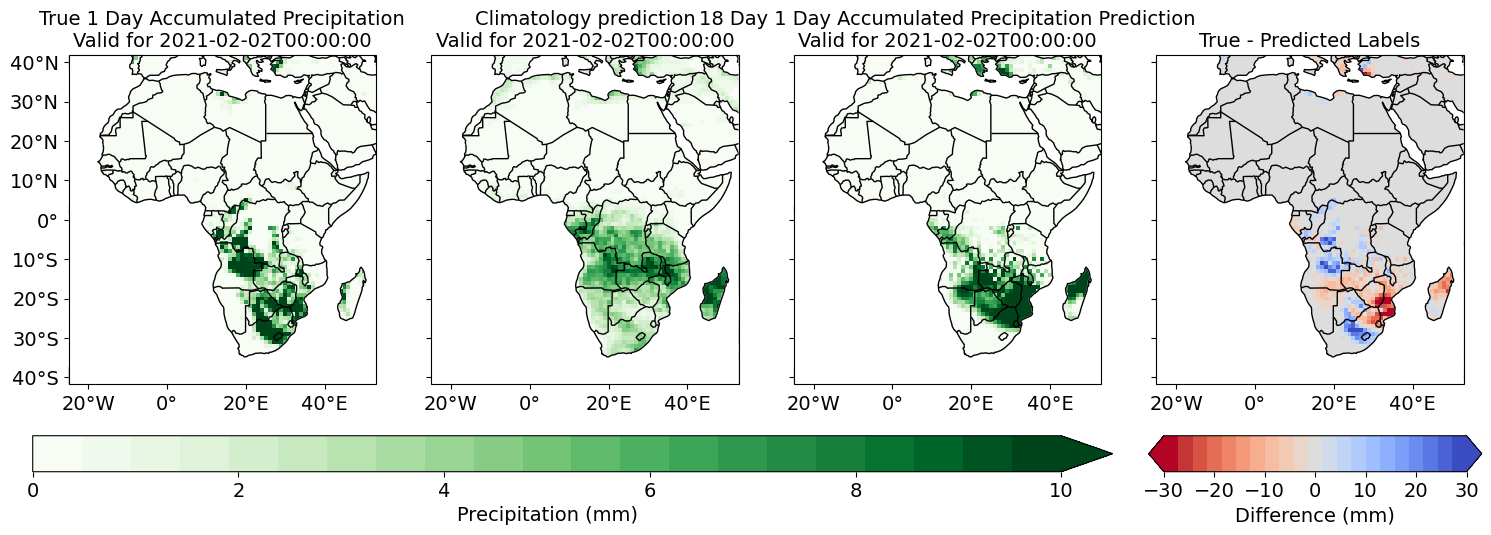 True 1 Day Accumulated Precipitation
Valid for 2021-02-02T00:00:00
Climatology prediction
Valid for 2021-02-02T00:00:00
18 Day 1 Day Accumulated Precipitation Prediction
Valid for 2021-02-02T00:00:00
True - Predicted Labels
40°N
30°N
20°N
10°N
0°
10°S
20°S
30°S
40°S
20°W 0° 20°E 40°E
20°W 0° 20°E 40°E
20°W 0° 20°E 40°E
20°W 0° 20°E 40°E
0 2 4 6 8 10
Precipitation (mm)
−30 −20 −10 0 10 20 30
Difference (mm)